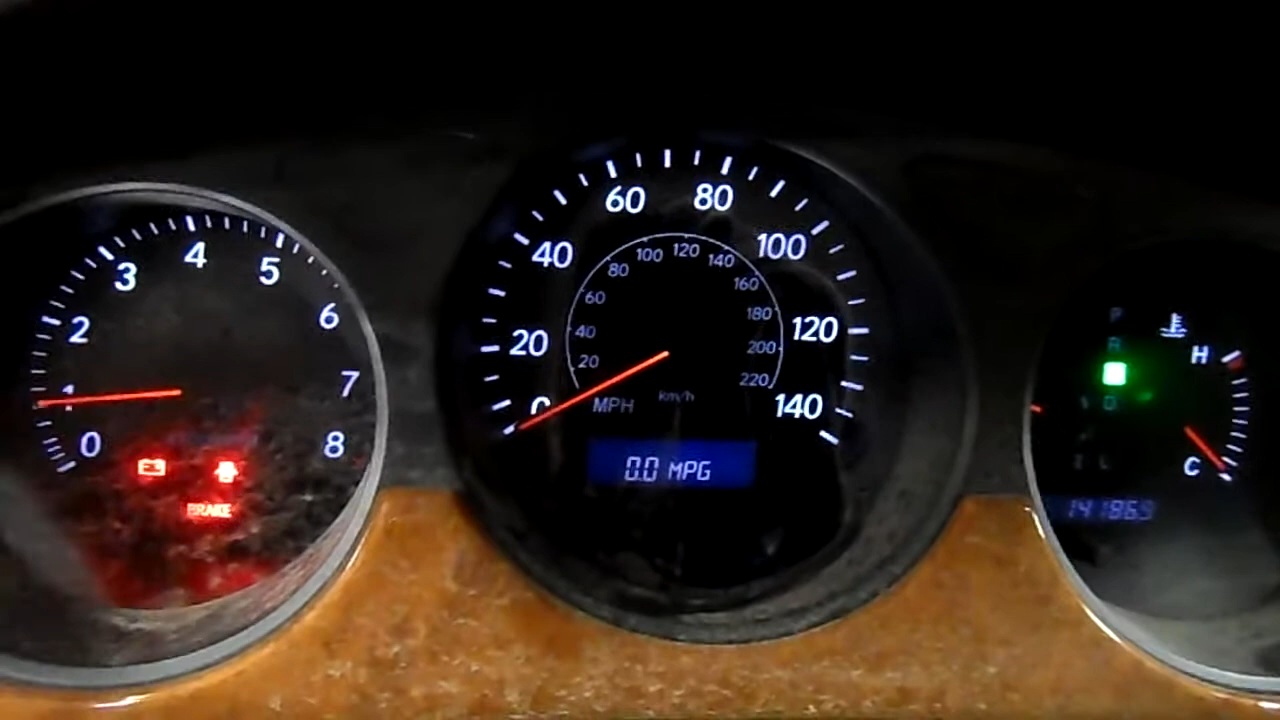 0 1 2 3 4 5 6 7 8
BRAKE
0 20 40 60 80 100 120 140
20 40 60 80 100 120 140 160 180 200 220
MPH km/h
0.0 MPG
P
R
D
L
H
C
141869